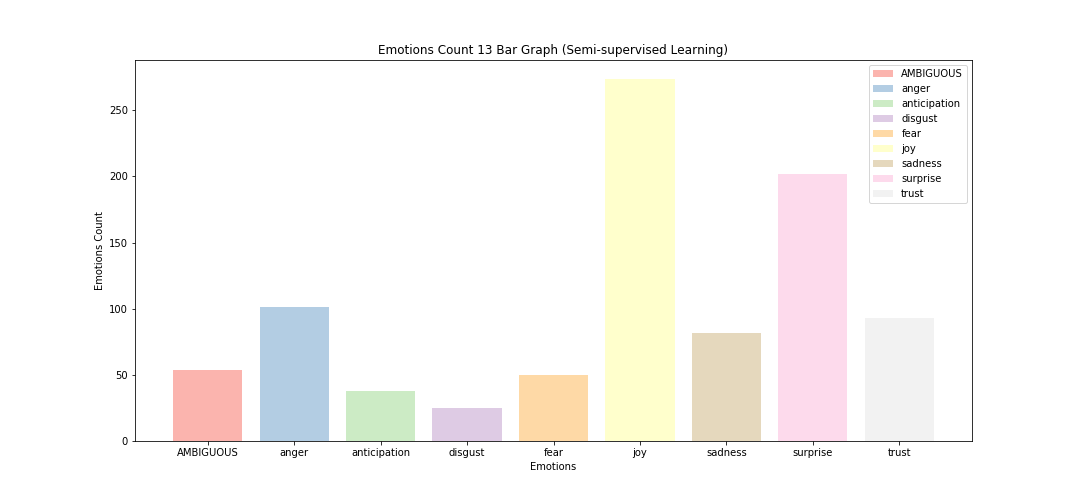 Emotions Count 13 Bar Graph (Semi-supervised Learning)
AMBIGUOUS
anger
anticipation
disgust
fear
joy
sadness
surprise
trust
Emotions Count
250
200
150
100
50
0
AMBIGUOUS anger anticipation disgust fear joy sadness surprise trust
Emotions